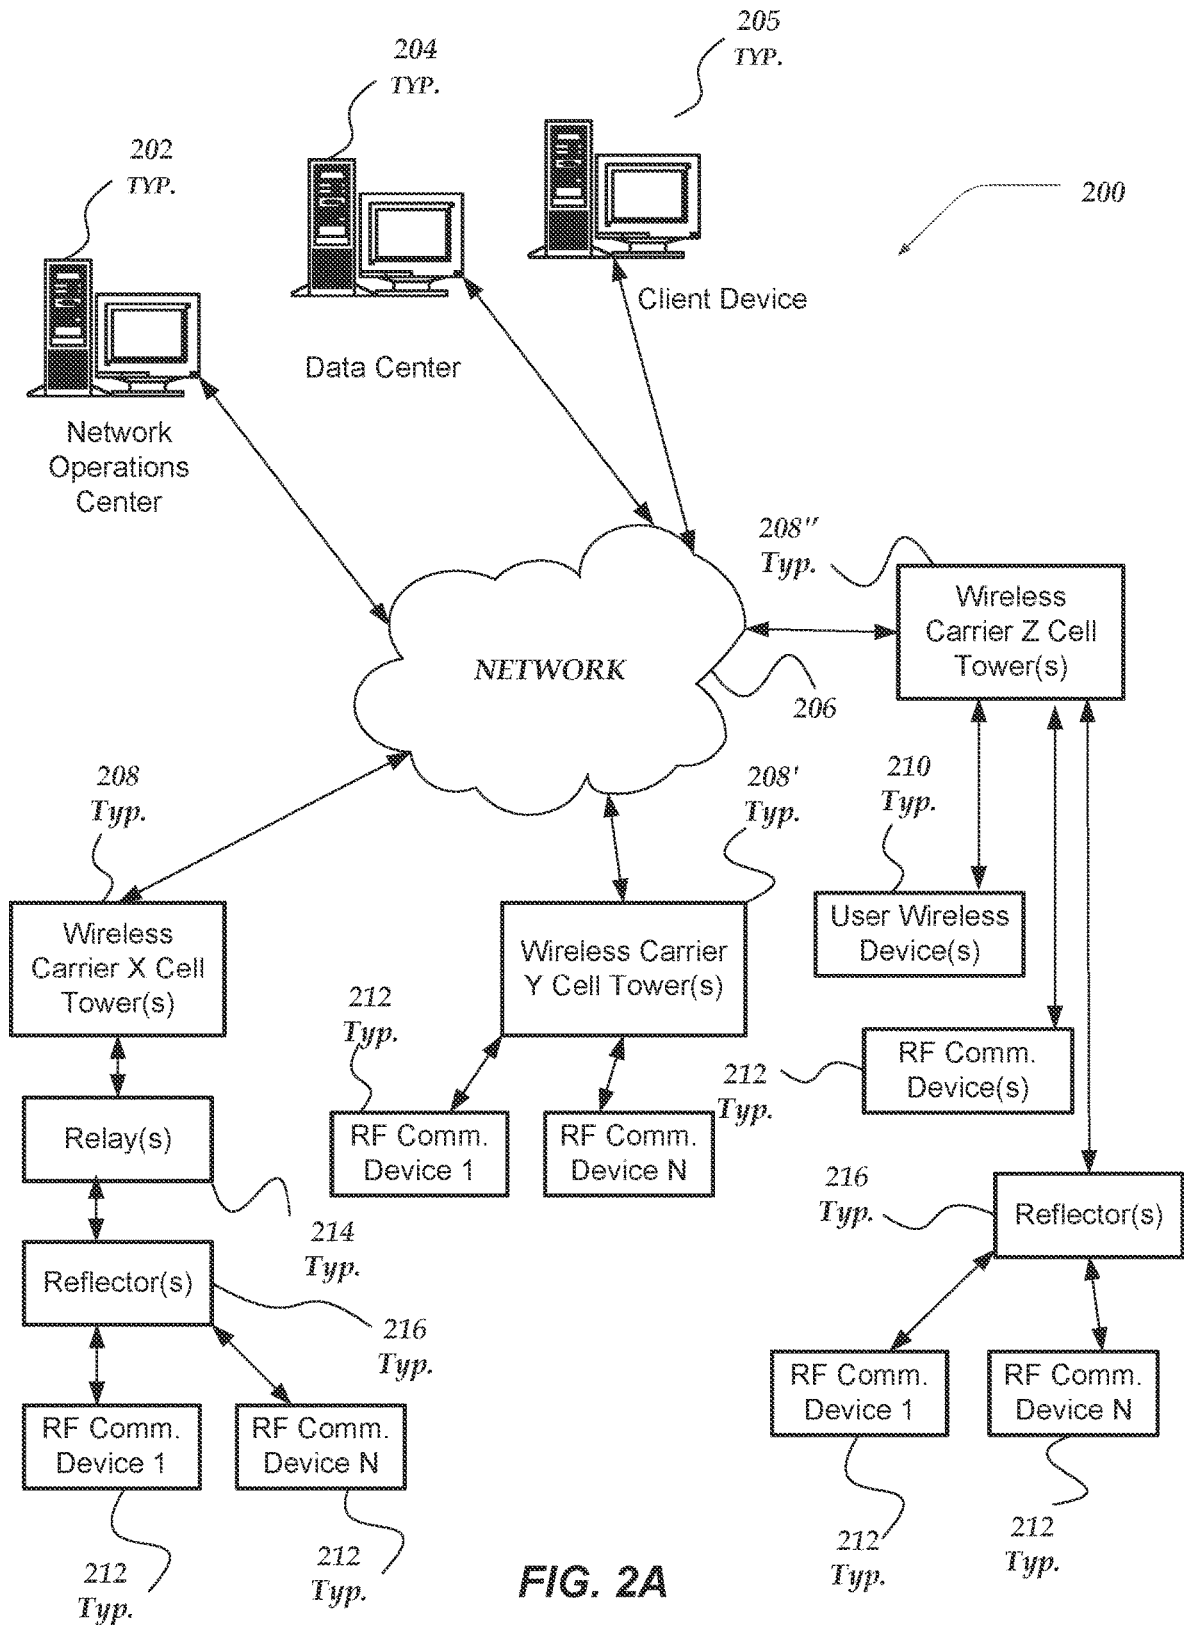 205
TYP.
204
TYP.
202
TYP.
200
Client Device
Data Center
Network
Operations
Center
208"
Typ.
Wireless
Carrier Z Cell
Tower(s)
NETWORK
206
208
Typ.
208'
Typ.
210
Typ.
Wireless
Carrier X Cell
Tower(s)
Wireless Carrier
Y Cell Tower(s)
User Wireless
Device(s)
212
Typ.
RF Comm.
Device(s)
212
Typ.
Relay(s)
RF Comm.
Device 1
RF Comm.
Device N
214
Typ.
216
Typ.
Reflector(s)
Reflector(s)
216
Typ.
RF Comm.
Device 1
RF Comm.
Device N
RF Comm.
Device 1
RF Comm.
Device N
212
Typ.
212
Typ.
212
Typ.
212
Typ.
FIG. 2A